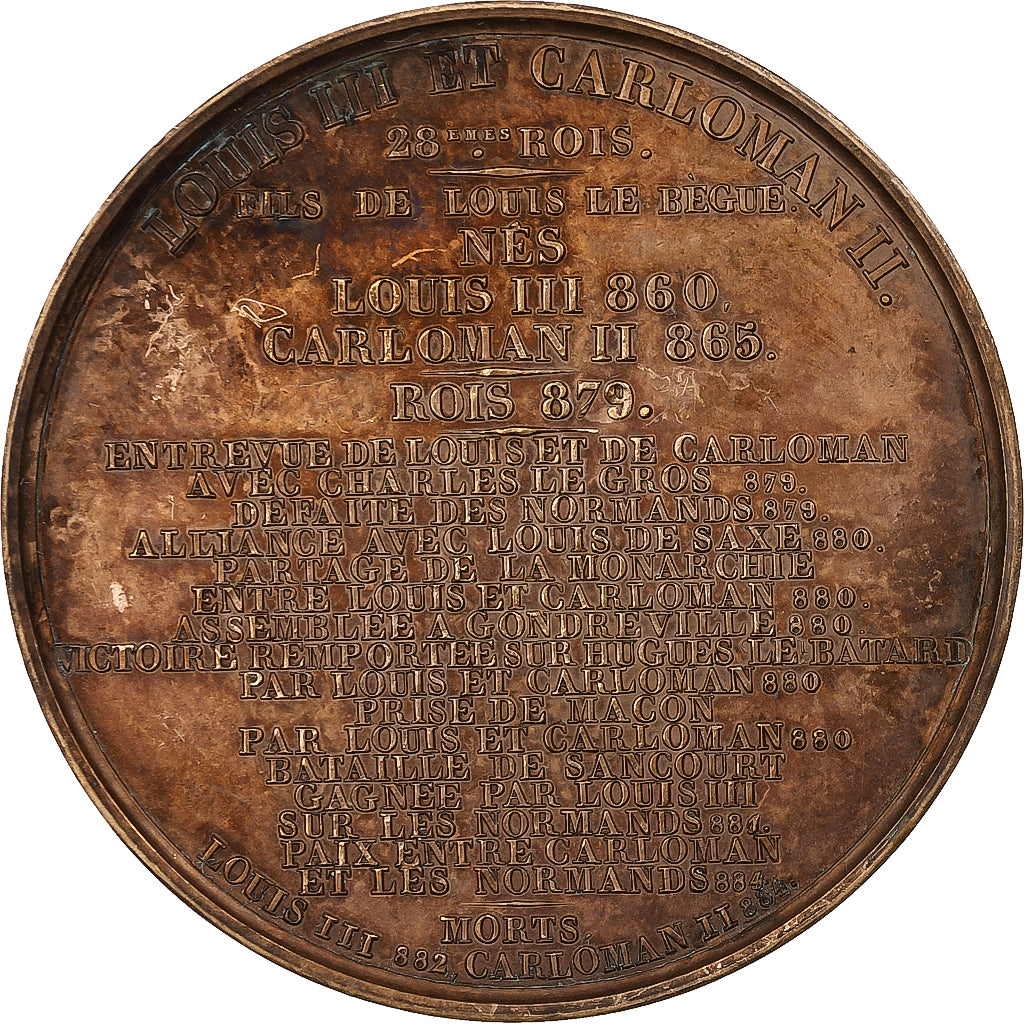 LOUIS III ET CARLOMAN II.
28EMES ROIS.
FILS DE LOUIS LE BÈGUE.
NÉS
LOUIS III 860,
CARLOMAN II 865.
ROIS 879.
ENTREVUE DE LOUIS ET DE CARLOMAN
AVEC CHARLES LE GROS 879.
DEFAITE DES NORMANDS 879.
ALLIANCE AVEC LOUIS DE SAXE 880.
PARTAGE DE LA MONARCHIE
ENTRE LOUIS ET CARLOMAN 880.
ASSEMBLEE A GONDREVILLE 880.
VICTOIRE REMPORTEE SUR HUGUES LE BATARD
PAR LOUIS ET CARLOMAN 880
PRISE DE MACON
PAR LOUIS ET CARLOMAN 880
BATAILLE DE SANCOURT
GAGNEE PAR LOUIS III
SUR LES NORMANDS 881.
PAIX ENTRE CARLOMAN
ET LES NORMANDS 884.
MORTS.
LOUIS III 882, CARLOMAN II 884.